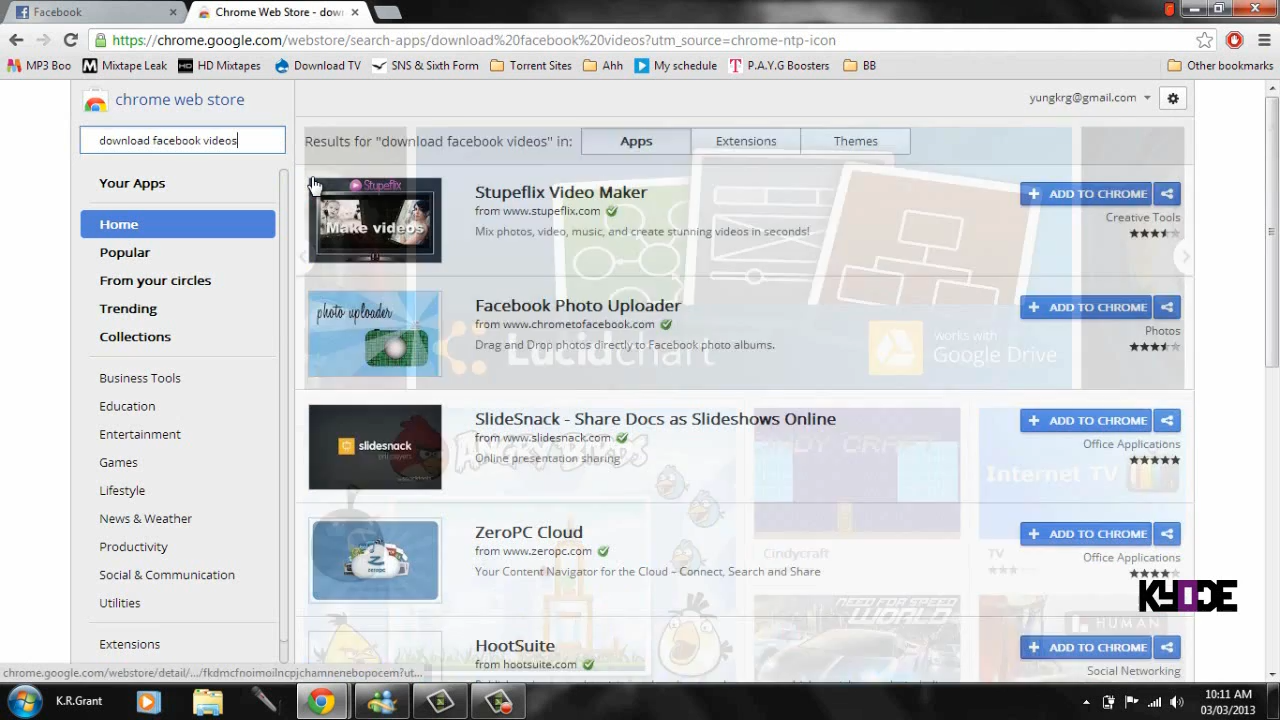 Facebook
Chrome Web Store - dow
https://chrome.google.com/webstore/search-apps/download%20facebook%20videos?utm_source=chrome-ntp-icon
MP3 Boo
Mixtape Leak
HD Mixtapes
Download TV
SNS & Sixth Form
Torrent Sites
Ahh
My schedule
P.A.Y.G Boosters
BB
Other bookmarks
chrome web store
yungkrg@gmail.com
download facebook videos
Results for "download facebook videos" in:
Apps
Extensions
Themes
Your Apps
Home
Popular
From your circles
Trending
Collections
Business Tools
Education
Entertainment
Games
Lifestyle
News & Weather
Productivity
Social & Communication
Utilities
Extensions
Stupeflix
Make videos
Stupeflix Video Maker
from www.stupeflix.com
Mix photos, video, music, and create stunning videos in seconds!
ADD TO CHROME
Creative Tools
photo uploader
Facebook Photo Uploader
from www.chrometofacebook.com
Drag and Drop photos directly to Facebook photo albums.
ADD TO CHROME
Photos
Lucidchart
works with
Google Drive
slidesnack
SlideSnack - Share Docs as Slideshows Online
from www.slidesnack.com
Online presentation sharing
ADD TO CHROME
Office Applications
Internet TV
ZeroPC Cloud
from www.zeropc.com
Your Content Navigator for the Cloud – Connect, Search and Share
ADD TO CHROME
Office Applications
Cindycraft
TV
NEED FOR SPEED
WORLD
HUMAN
KYODE
HootSuite
from hootsuite.com
ADD TO CHROME
Social Networking
chrome.google.com/webstore/detail/.../fkdmcfnoimoilncpjchamnenebopocem?ut...
K.R.Grant
10:11 AM
03/03/2013